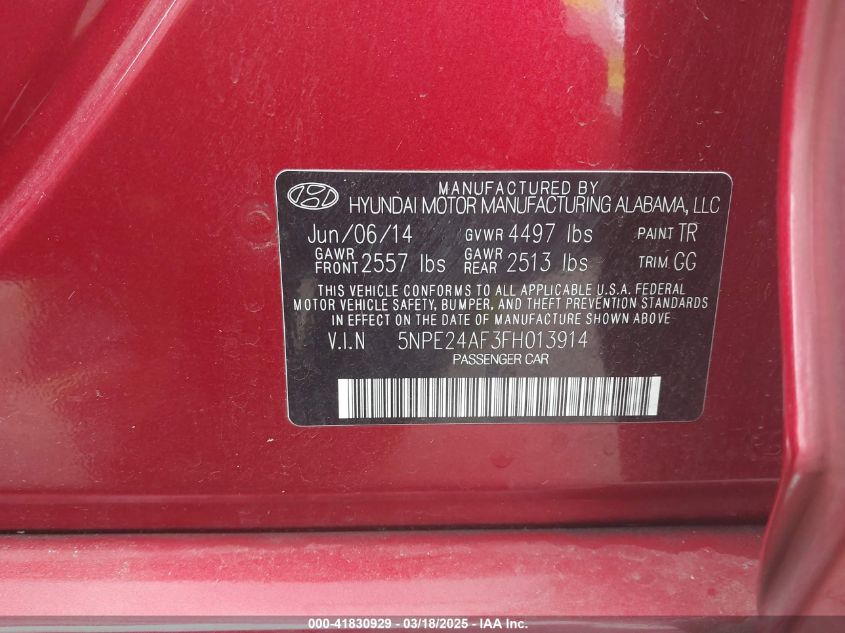 MANUFACTURED BY
HYUNDAI MOTOR MANUFACTURING ALABAMA, LLC
Jun/06/14 GVWR 4497 lbs PAINT TR
GAWR FRONT 2557 lbs GAWR REAR 2513 lbs TRIM GG
THIS VEHICLE CONFORMS TO ALL APPLICABLE U.S.A. FEDERAL
MOTOR VEHICLE SAFETY, BUMPER, AND THEFT PREVENTION STANDARDS
IN EFFECT ON THE DATE OF MANUFACTURE SHOWN ABOVE
V.I.N 5NPE24AF3FH013914
PASSENGER CAR
000-41830929 - 03/18/2025 - IAA Inc.